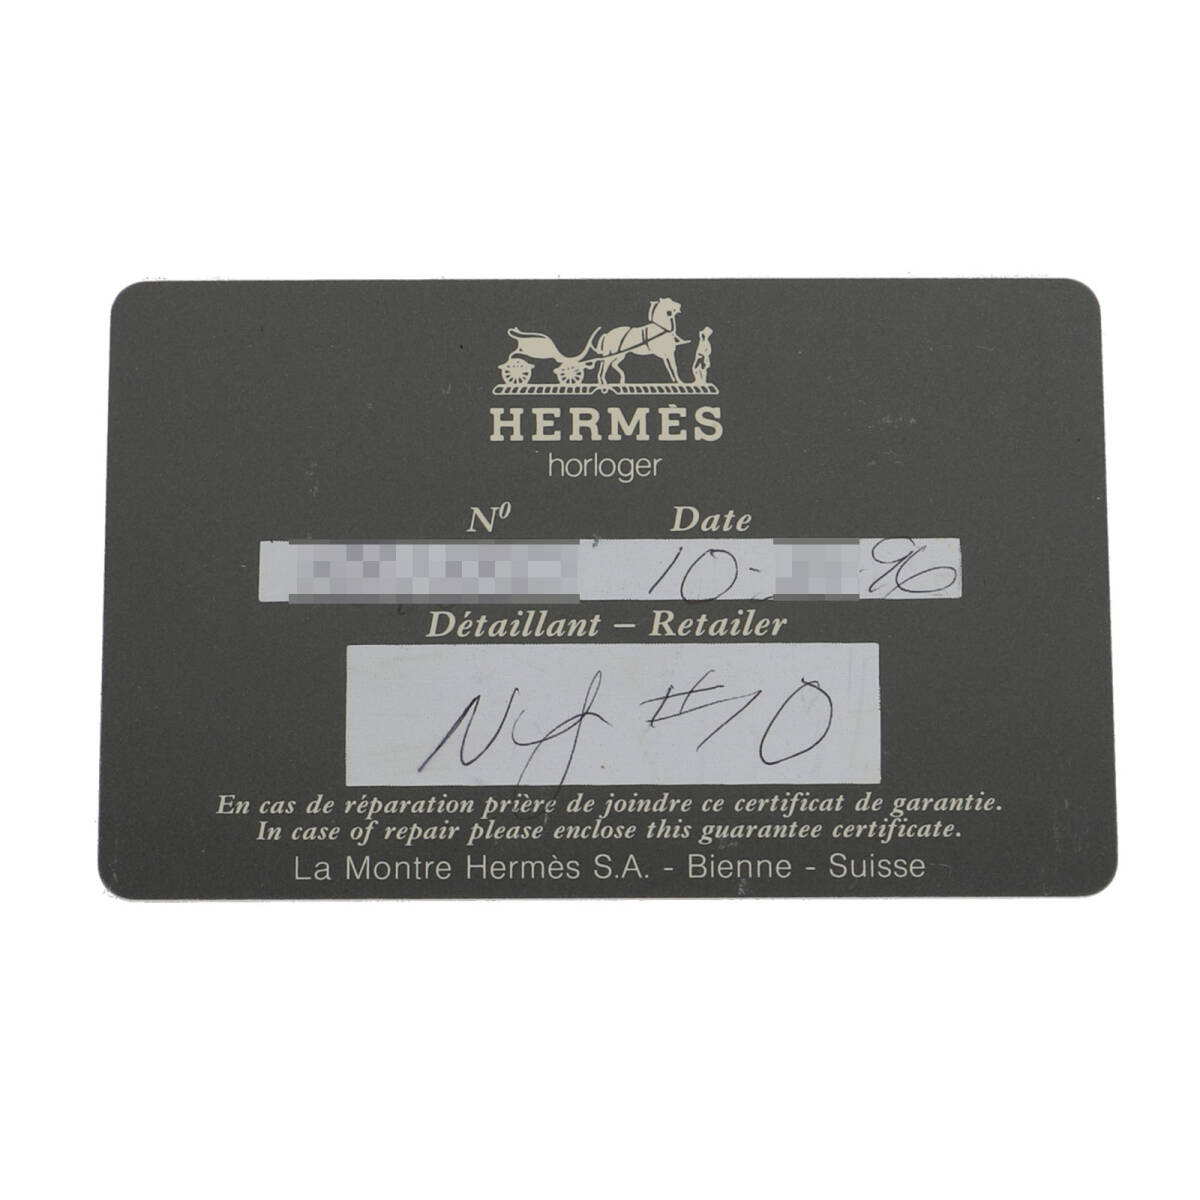 HERMÈS
horloger
Nº Date
10- -96
Détaillant – Retailer
Ny. #10
En cas de réparation prière de joindre ce certificat de garantie.
In case of repair please enclose this guarantee certificate.
La Montre Hermès S.A. - Bienne - Suisse